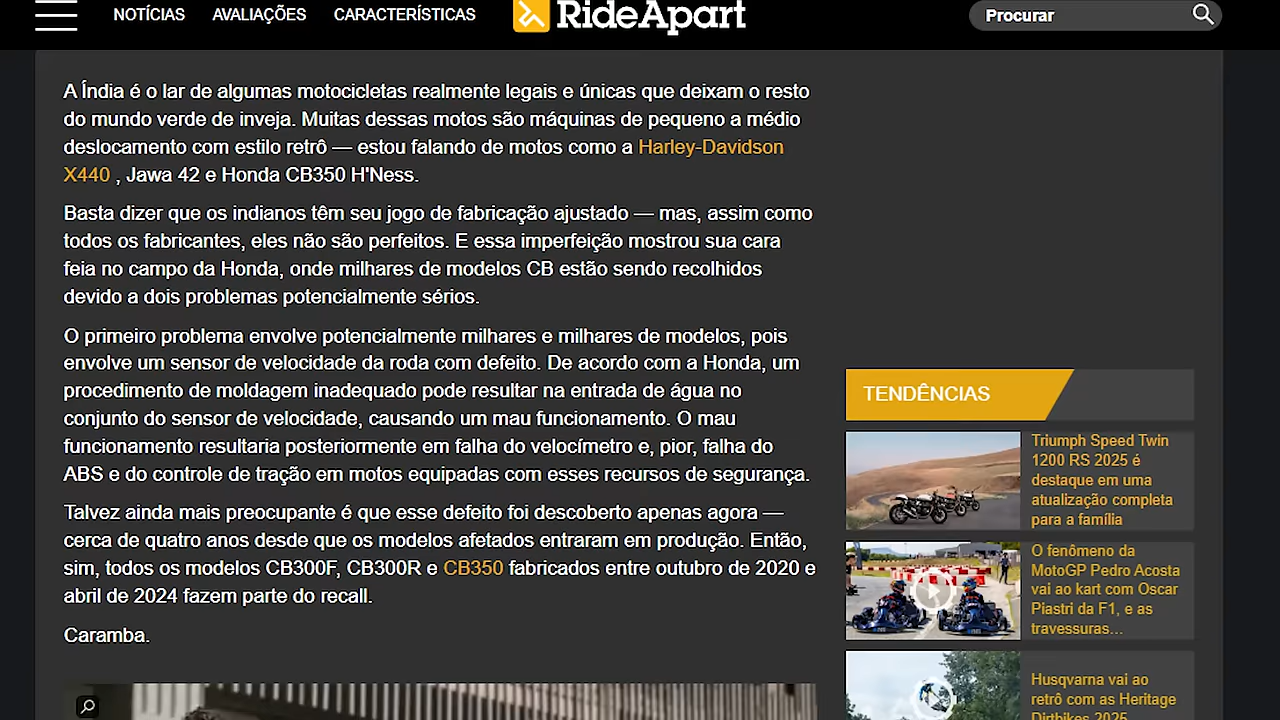 NOTÍCIAS AVALIAÇÕES CARACTERÍSTICAS RideApart Procurar
A Índia é o lar de algumas motocicletas realmente legais e únicas que deixam o resto
do mundo verde de inveja. Muitas dessas motos são máquinas de pequeno a médio
deslocamento com estilo retrô — estou falando de motos como a Harley-Davidson
X440 , Jawa 42 e Honda CB350 H'Ness.
Basta dizer que os indianos têm seu jogo de fabricação ajustado — mas, assim como
todos os fabricantes, eles não são perfeitos. E essa imperfeição mostrou sua cara
feia no campo da Honda, onde milhares de modelos CB estão sendo recolhidos
devido a dois problemas potencialmente sérios.
O primeiro problema envolve potencialmente milhares e milhares de modelos, pois
envolve um sensor de velocidade da roda com defeito. De acordo com a Honda, um
procedimento de moldagem inadequado pode resultar na entrada de água no
conjunto do sensor de velocidade, causando um mau funcionamento. O mau
funcionamento resultaria posteriormente em falha do velocímetro e, pior, falha do
ABS e do controle de tração em motos equipadas com esses recursos de segurança.
Talvez ainda mais preocupante é que esse defeito foi descoberto apenas agora —
cerca de quatro anos desde que os modelos afetados entraram em produção. Então,
sim, todos os modelos CB300F, CB300R e CB350 fabricados entre outubro de 2020 e
abril de 2024 fazem parte do recall.
Caramba.
TENDÊNCIAS
Triumph Speed Twin
1200 RS 2025 é
destaque em uma
atualização completa
para a família
O fenômeno da
MotoGP Pedro Acosta
vai ao kart com Oscar
Piastri da F1, e as
travessuras...
Husqvarna vai ao
retrô com as Heritage
Dirtbikes 2025